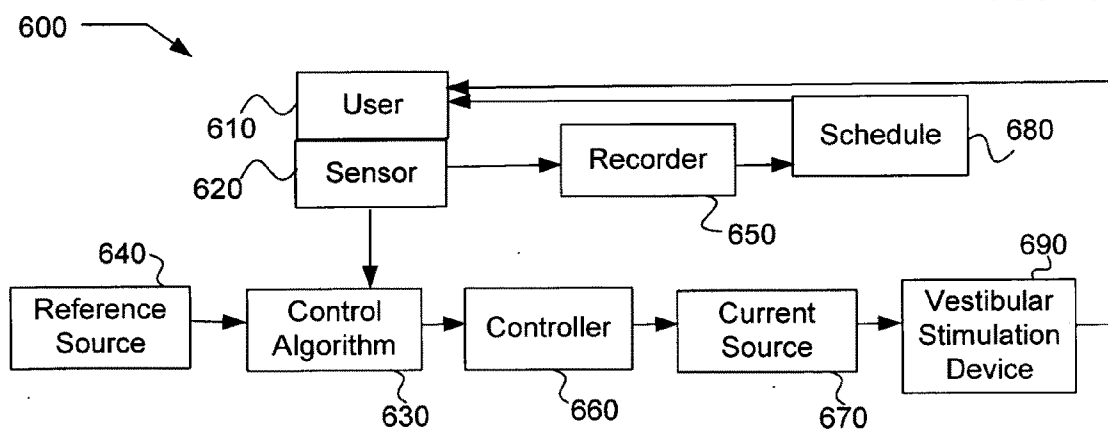 600
User
610
Schedule
680
Recorder
Sensor
620
650
640
690
Reference
Source
Control
Algorithm
Controller
Current
Source
Vestibular
Stimulation
Device
630
660
670